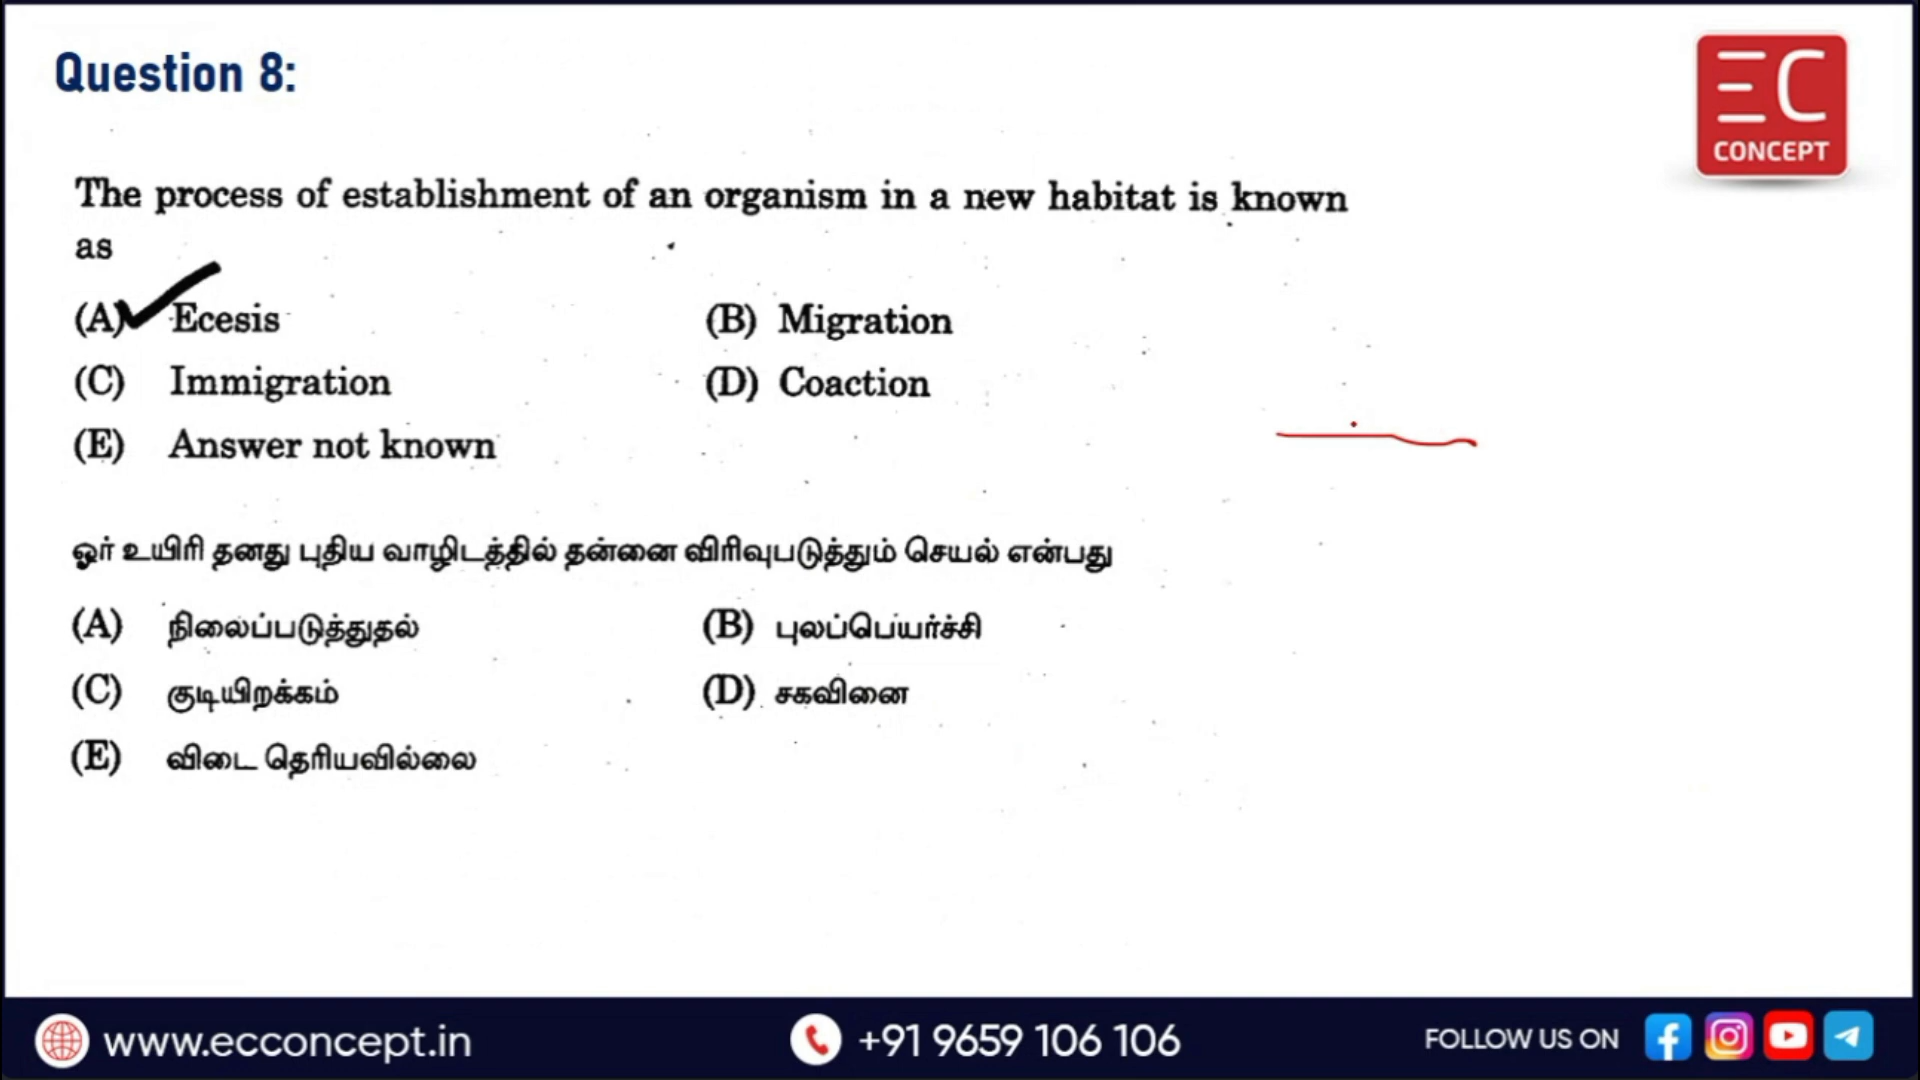 Question 8:
EC
CONCEPT
The process of establishment of an organism in a new habitat is known
as
(A) Ecesis (B) Migration
(C) Immigration (D) Coaction
(E) Answer not known
ஓர் உயிரி தனது புதிய வாழிடத்தில் தன்னை விரிவுபடுத்தும் செயல் என்பது
(A) நிலைப்படுத்துதல் (B) புலப்பெயர்ச்சி
(C) குடியிறக்கம் (D) சகவினை
(E) விடை தெரியவில்லை
www.ecconcept.in +91 9659 106 106 FOLLOW US ON